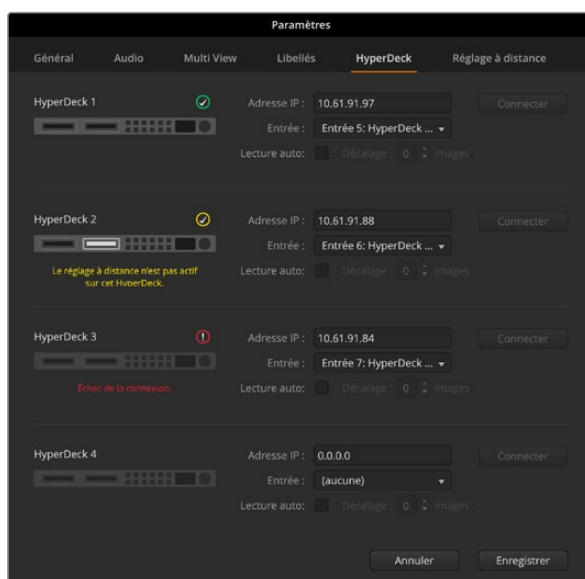 Paramètres
Général Audio Multi View Libellés HyperDeck Réglage à distance
HyperDeck 1 Adresse IP : 10.61.91.97 Connecter
Entrée : Entrée 5: HyperDeck ...
Lecture auto: Décalage : 0 images
HyperDeck 2 Adresse IP : 10.61.91.88 Connecter
Entrée : Entrée 6: HyperDeck ...
Le réglage à distance n'est pas actif
sur cet HyperDeck.
Lecture auto: Décalage : 0 images
HyperDeck 3 Adresse IP : 10.61.91.84 Connecter
Entrée : Entrée 7: HyperDeck ...
Échec de la connexion.
Lecture auto: Décalage : 0 images
HyperDeck 4 Adresse IP : 0.0.0.0 Connecter
Entrée : (aucune)
Lecture auto: Décalage : 0 images
Annuler Enregistrer